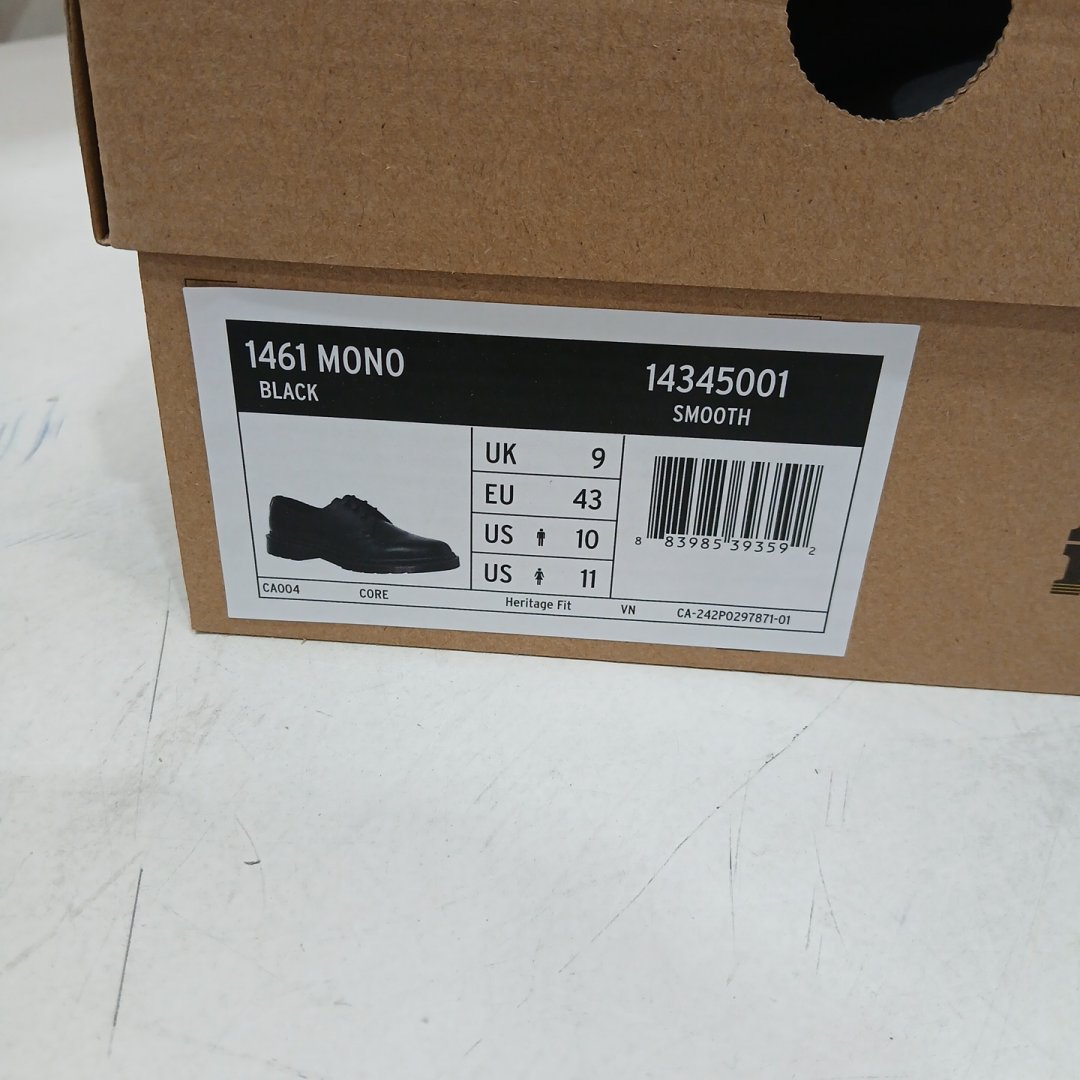 1461 MONO
BLACK
14345001
SMOOTH
UK 9
EU 43
US 10
US 11
8 83985 39359 2
CA004 CORE Heritage Fit VN CA-242P0297871-01